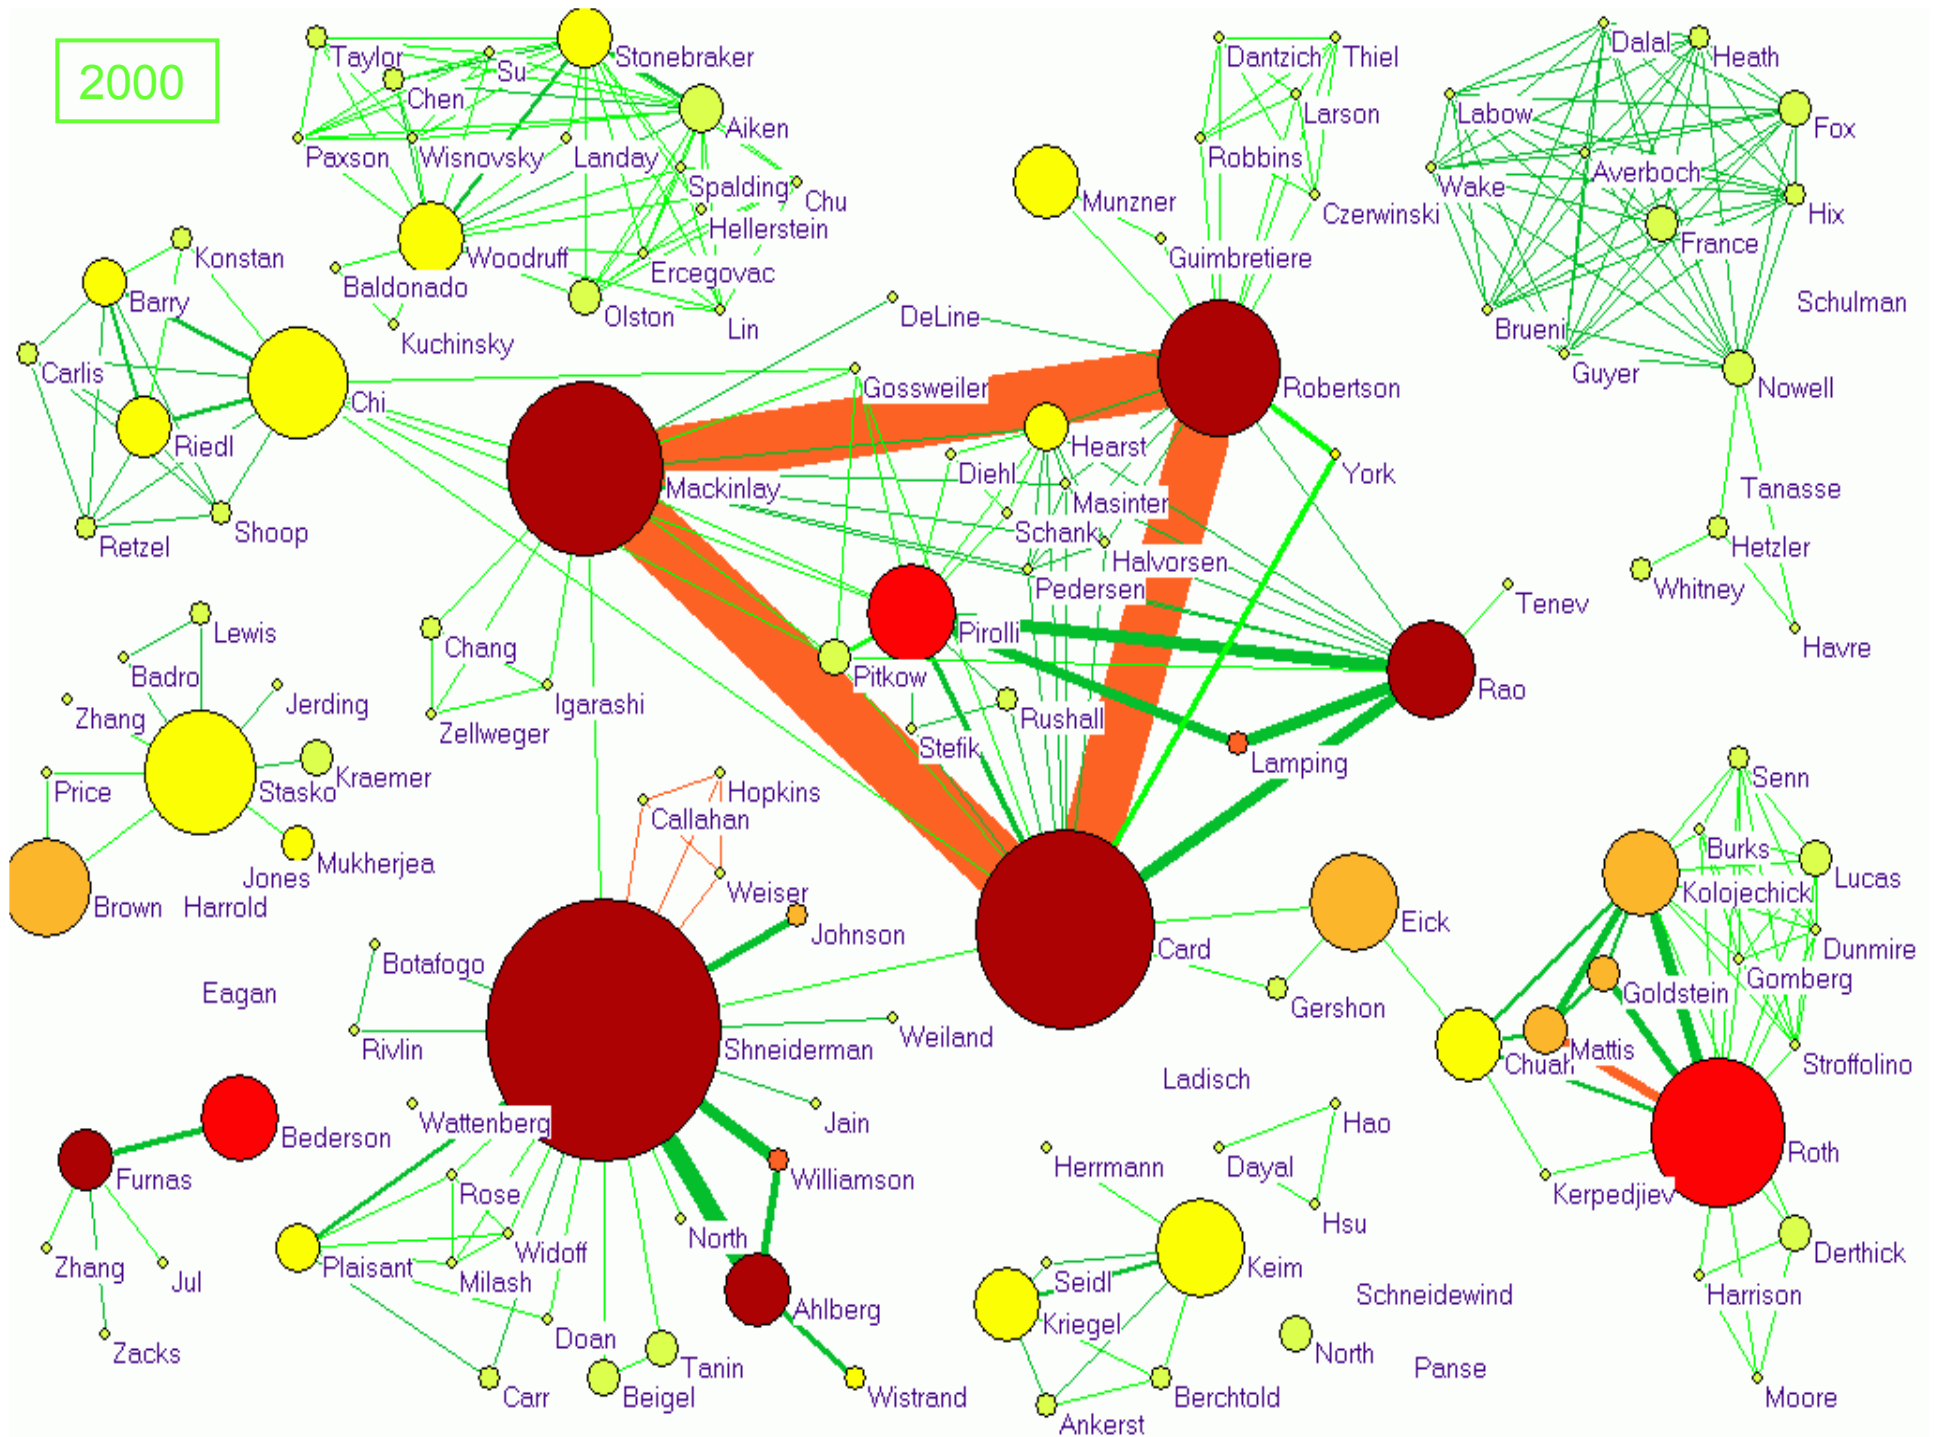 2000
Taylor
Su
Stonebraker
Chen
Aiken
Paxson
Wisnovsky
Landay
Spalding
Chu
Hellerstein
Woodruff
Ercegovac
Baldonado
Olston
Lin
Kuchinsky
Dantzich
Thiel
Larson
Robbins
Munzner
Czerwinski
Guimbretiere
Dalal
Heath
Labow
Fox
Averboch
Wake
Hix
France
Schulman
Brueni
Guyer
Nowell
Tanasse
Hetzler
Whitney
Havre
Konstan
Barry
Carlis
Chi
Riedl
Retzel
Shoop
DeLine
Gossweiler
Robertson
Hearst
York
Diehl
Mackinlay
Masinter
Schank
Halvorsen
Pedersen
Tenev
Pirolli
Pitkow
Rao
Rushall
Stefik
Lamping
Chang
Igarashi
Zellweger
Lewis
Badro
Jerding
Zhang
Kraemer
Price
Stasko
Mukherjea
Jones
Brown
Harrold
Eagan
Hopkins
Callahan
Weiser
Johnson
Botafogo
Rivlin
Shneiderman
Weiland
Card
Eick
Gershon
Ladisch
Senn
Burks
Lucas
Kolojechick
Dunmire
Gomberg
Goldstein
Chuah
Mattis
Stroffolino
Roth
Kerpedjiev
Derthick
Harrison
Moore
Bederson
Furnas
Zhang
Jul
Zacks
Wattenberg
Jain
Williamson
Rose
North
Widoff
Plaisant
Milash
Ahlberg
Doan
Tanin
Carr
Beigel
Wistrand
Hao
Herrmann
Dayal
Hsu
Seidl
Keim
Kriegel
Schneidewind
North
Panse
Berchtold
Ankerst